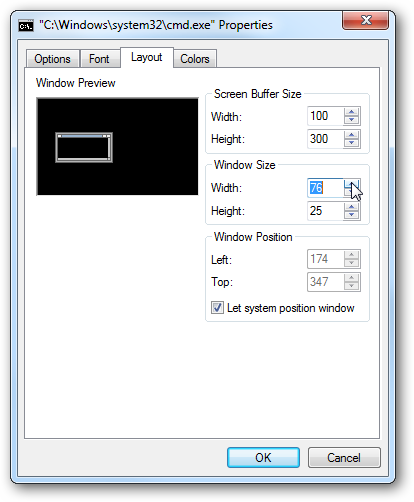 "C:\Windows\system32\cmd.exe" Properties
Options Font Layout Colors
Window Preview
Screen Buffer Size
Width: 100
Height: 300
Window Size
Width: 76
Height: 25
Window Position
Left: 174
Top: 347
Let system position window
OK Cancel